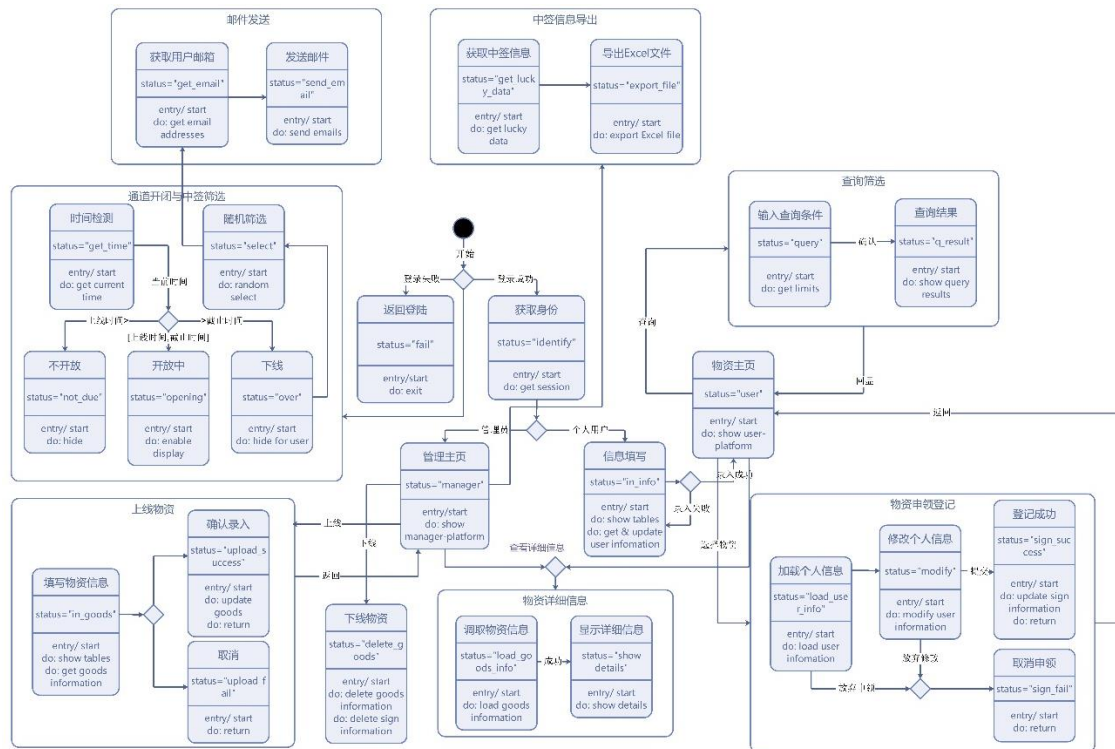 邮件发送
获取用户邮箱
status="get_email"
entry/ start
do: get email
addresses
发送邮件
status="send_em
ail"
entry/ start
do: send emails
中签信息导出
获取中签信息
status="get_luc
ky_data"
entry/ start
do: get lucky
data
导出Excel文件
status="export_file"
entry/ start
do: export Excel file
通道开闭与中签筛选
时间检测
status="get_time"
entry/ start
do: get current
time
随机筛选
status="select"
entry/ start
do: random
select
当前时间
上线时间>
>截止时间
[上线时间,截止时间]
不开放
status="not_due"
entry/ start
do: hide
开放中
status="opening"
entry/ start
do: enable
display
下线
status="over"
entry/ start
do: hide for user
开始
登录失败
登录成功
返回登陆
status="fail"
entry/start
do: exit
获取身份
status="identify"
entry/ start
do: get session
管理员
个人用户
查询筛选
输入查询条件
status="query"
entry/ start
do: get limits
确认
查询结果
status="q_result"
entry/ start
do: show query
results
查询
回显
物资主页
status="user"
entry/ start
do: show user-
platform
返回
管理主页
status="manager"
entry/start
do: show
manager-platform
信息填写
status="in_info"
entry/ start
do: show tables
do: get & update
user infomation
录入成功
录入失败
上线
下线
返回
查看详细信息
选择物资
上线物资
填写物资信息
status="in_goods"
entry/ start
do: show tables
do: get goods
information
确认录入
status="upload_s
uccess"
entry/ start
do: update
goods
do: return
取消
status="upload_f
ail"
entry/ start
do: return
下线物资
status="delete_g
oods"
entry/ start
do: delete goods
information
do: delete sign
information
物资详细信息
调取物资信息
status="load_go
ods_info"
entry/ start
do: load goods
information
成功
显示详细信息
status="show
details"
entry/ start
do: show details
物资申领登记
加载个人信息
status="load_us
er_info"
entry/ start
do: load user
infomation
修改个人信息
status="modify"
entry/ start
do: modify user
information
提交
登记成功
status="sign_suc
cess"
entry/ start
do: update sign
information
do: return
放弃修改
放弃申领
取消申领
status="sign_fail"
entry/ start
do: return